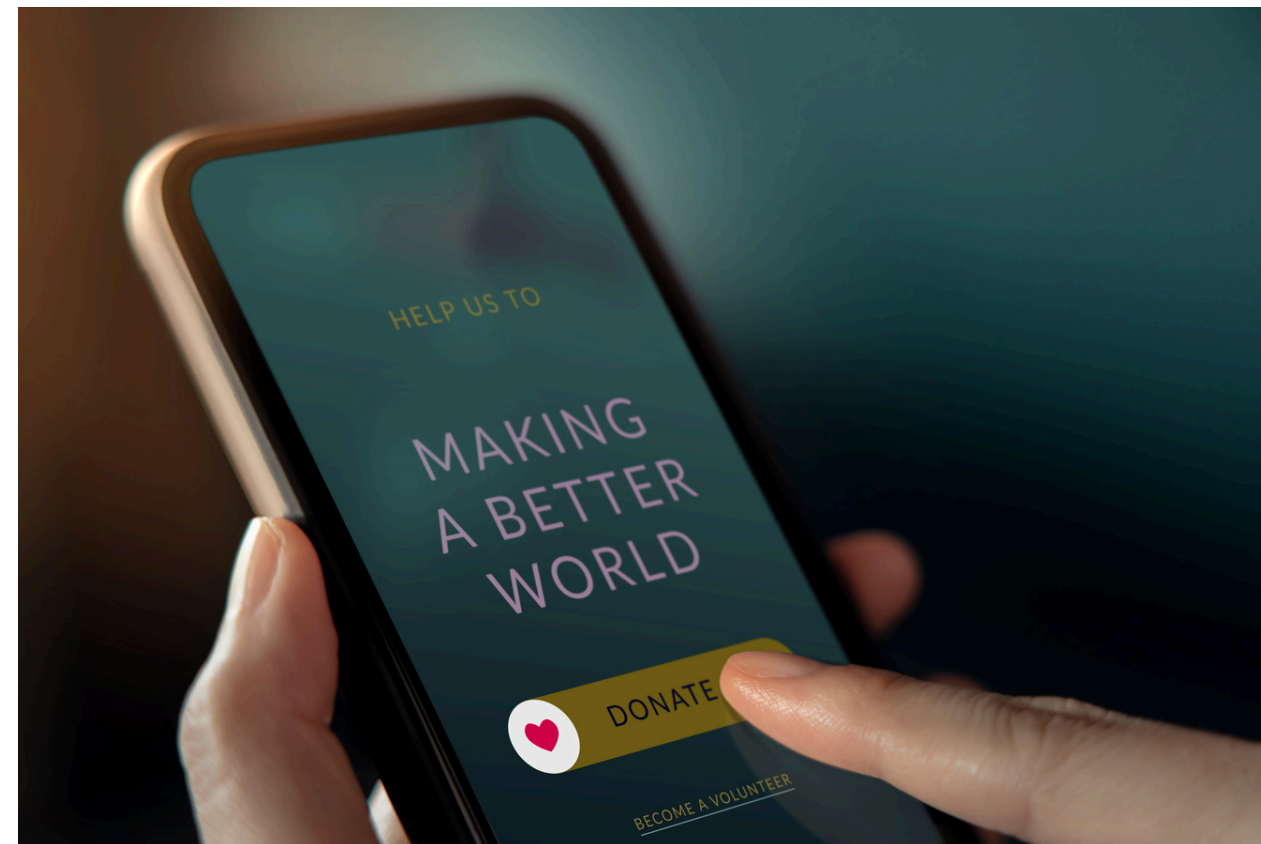 HELP US TO
MAKING
A BETTER
WORLD
DONATE
BECOME A VOLUNTEER